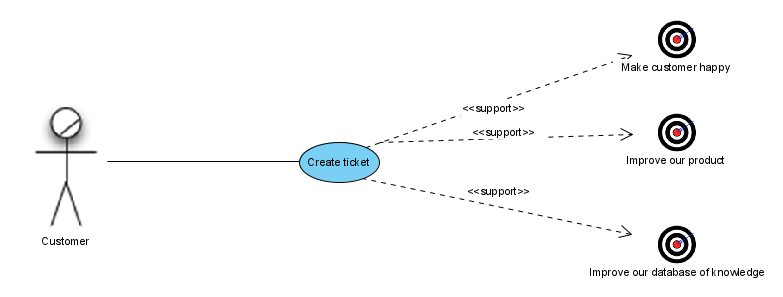 <<support>>
Make customer happy
<<support>>
Improve our product
Create ticket
<<support>>
Customer
Improve our database of knowledge